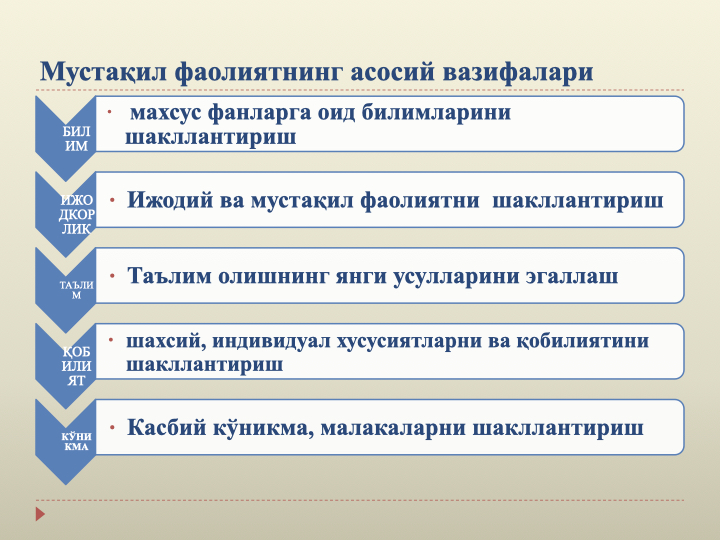 Мустақил фаолиятнинг асосий вазифалари
БИЛ
ИМ
• махсус фанларга оид билимларини
шакллантириш
ИЖО
ДКОР
ЛИК
• Ижодий ва мустақил фаолиятни шакллантириш
ТАЪЛИ
М
• Таълим олишнинг янги усулларини эгаллаш
ҚОБ
ИЛИ
ЯТ
• шахсий, индивидуал хусусиятларни ва қобилиятини
шакллантириш
КЎНИ
КМА
• Касбий кўникма, малакаларни шакллантириш